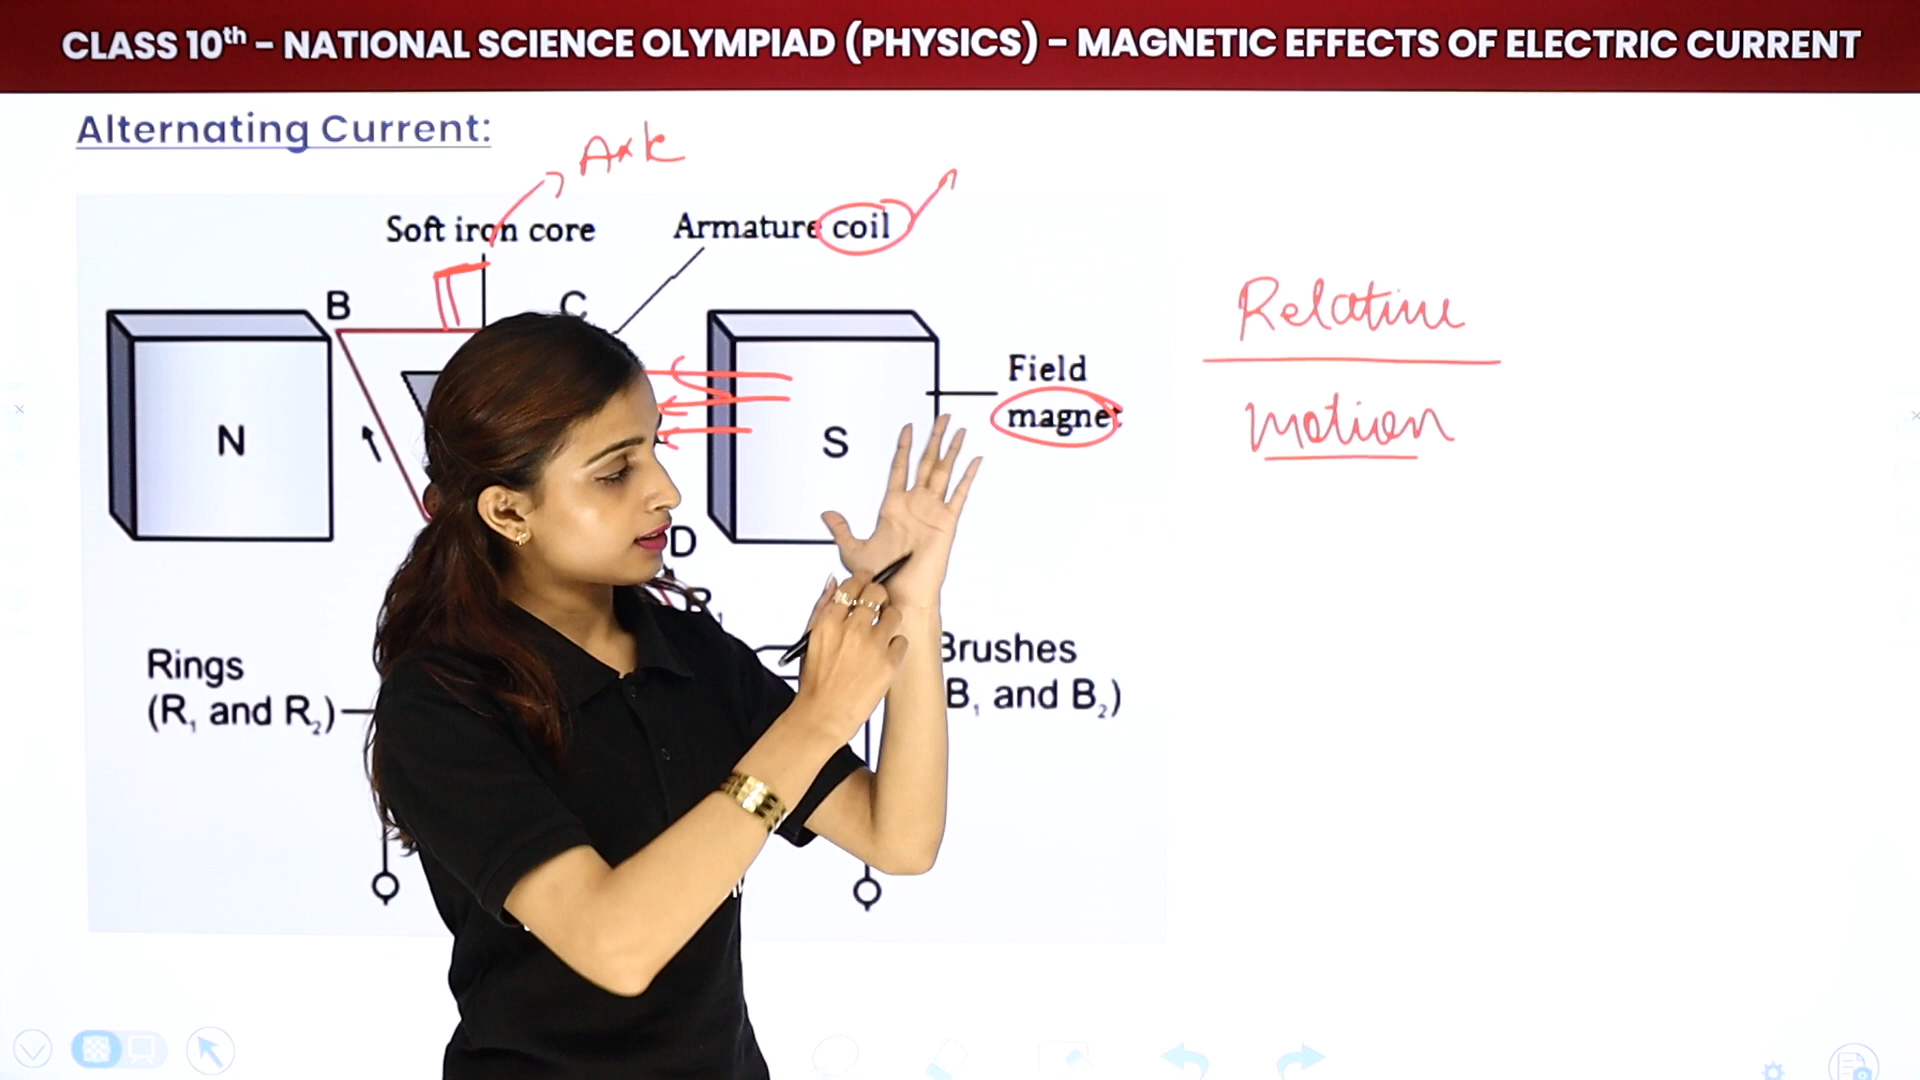 CLASS 10th - NATIONAL SCIENCE OLYMPIAD (PHYSICS) - MAGNETIC EFFECTS OF ELECTRIC CURRENT
Alternating Current:
Soft iron core
Armature coil
B
C
Relative
Motion
Field
magnet
N
S
D
Rings
(R1 and R2)
Brushes
B1 and B2)